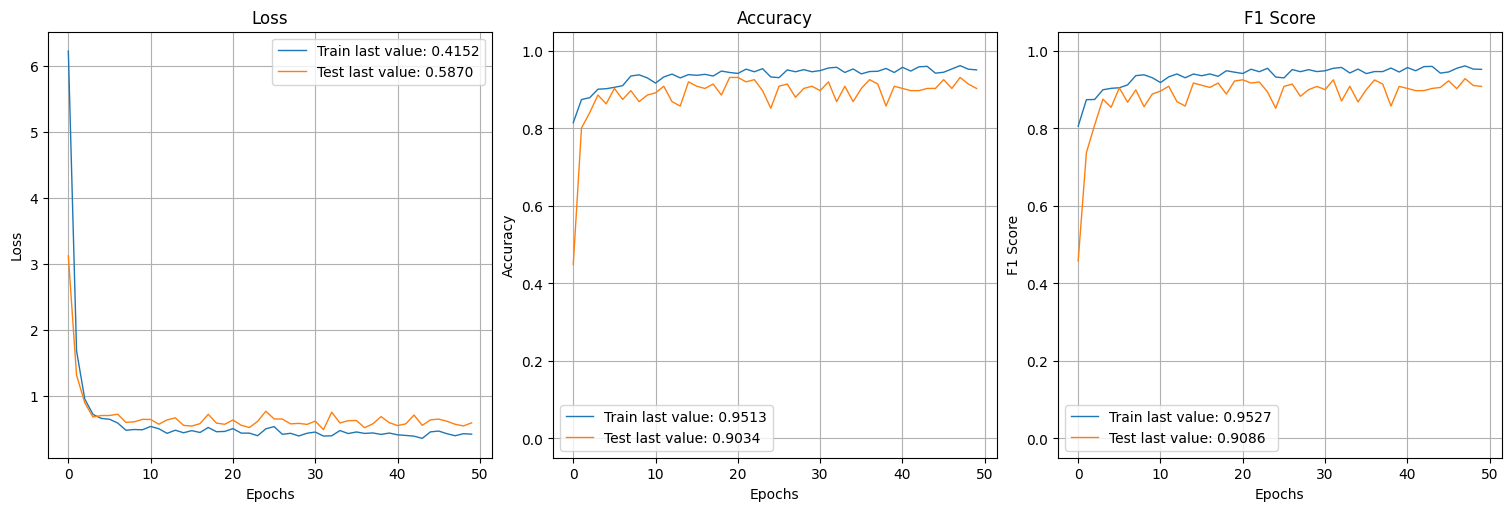 Loss
Train last value: 0.4152
Test last value: 0.5870
Loss
6
5
4
3
2
1
0 10 20 30 40 50
Epochs
Accuracy
Accuracy
1.0
0.8
0.6
0.4
0.2
0.0
Train last value: 0.9513
Test last value: 0.9034
0 10 20 30 40 50
Epochs
F1 Score
F1 Score
1.0
0.8
0.6
0.4
0.2
0.0
Train last value: 0.9527
Test last value: 0.9086
0 10 20 30 40 50
Epochs